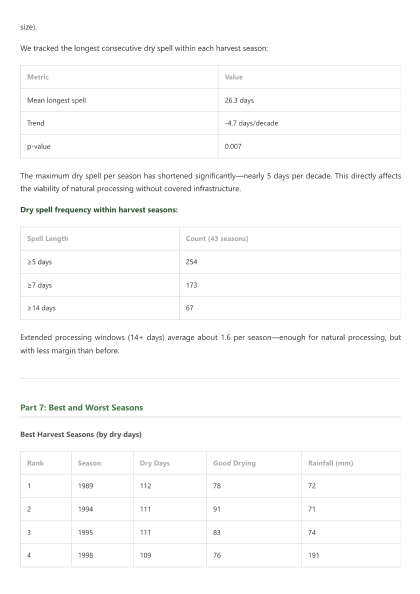 size).
We tracked the longest consecutive dry spell within each harvest season:
Metric Value
Mean longest spell 26.3 days
Trend -4.7 days/decade
p-value 0.007
The maximum dry spell per season has shortened significantly—nearly 5 days per decade. This directly affects
the viability of natural processing without covered infrastructure.
Dry spell frequency within harvest seasons:
Spell Length Count (43 seasons)
≥5 days 254
≥7 days 173
≥14 days 67
Extended processing windows (14+ days) average about 1.6 per season—enough for natural processing, but
with less margin than before.
Part 7: Best and Worst Seasons
Best Harvest Seasons (by dry days)
Rank Season Dry Days Good Drying Rainfall (mm)
1 1989 112 78 72
2 1994 111 91 71
3 1995 111 83 74
4 1998 109 76 191